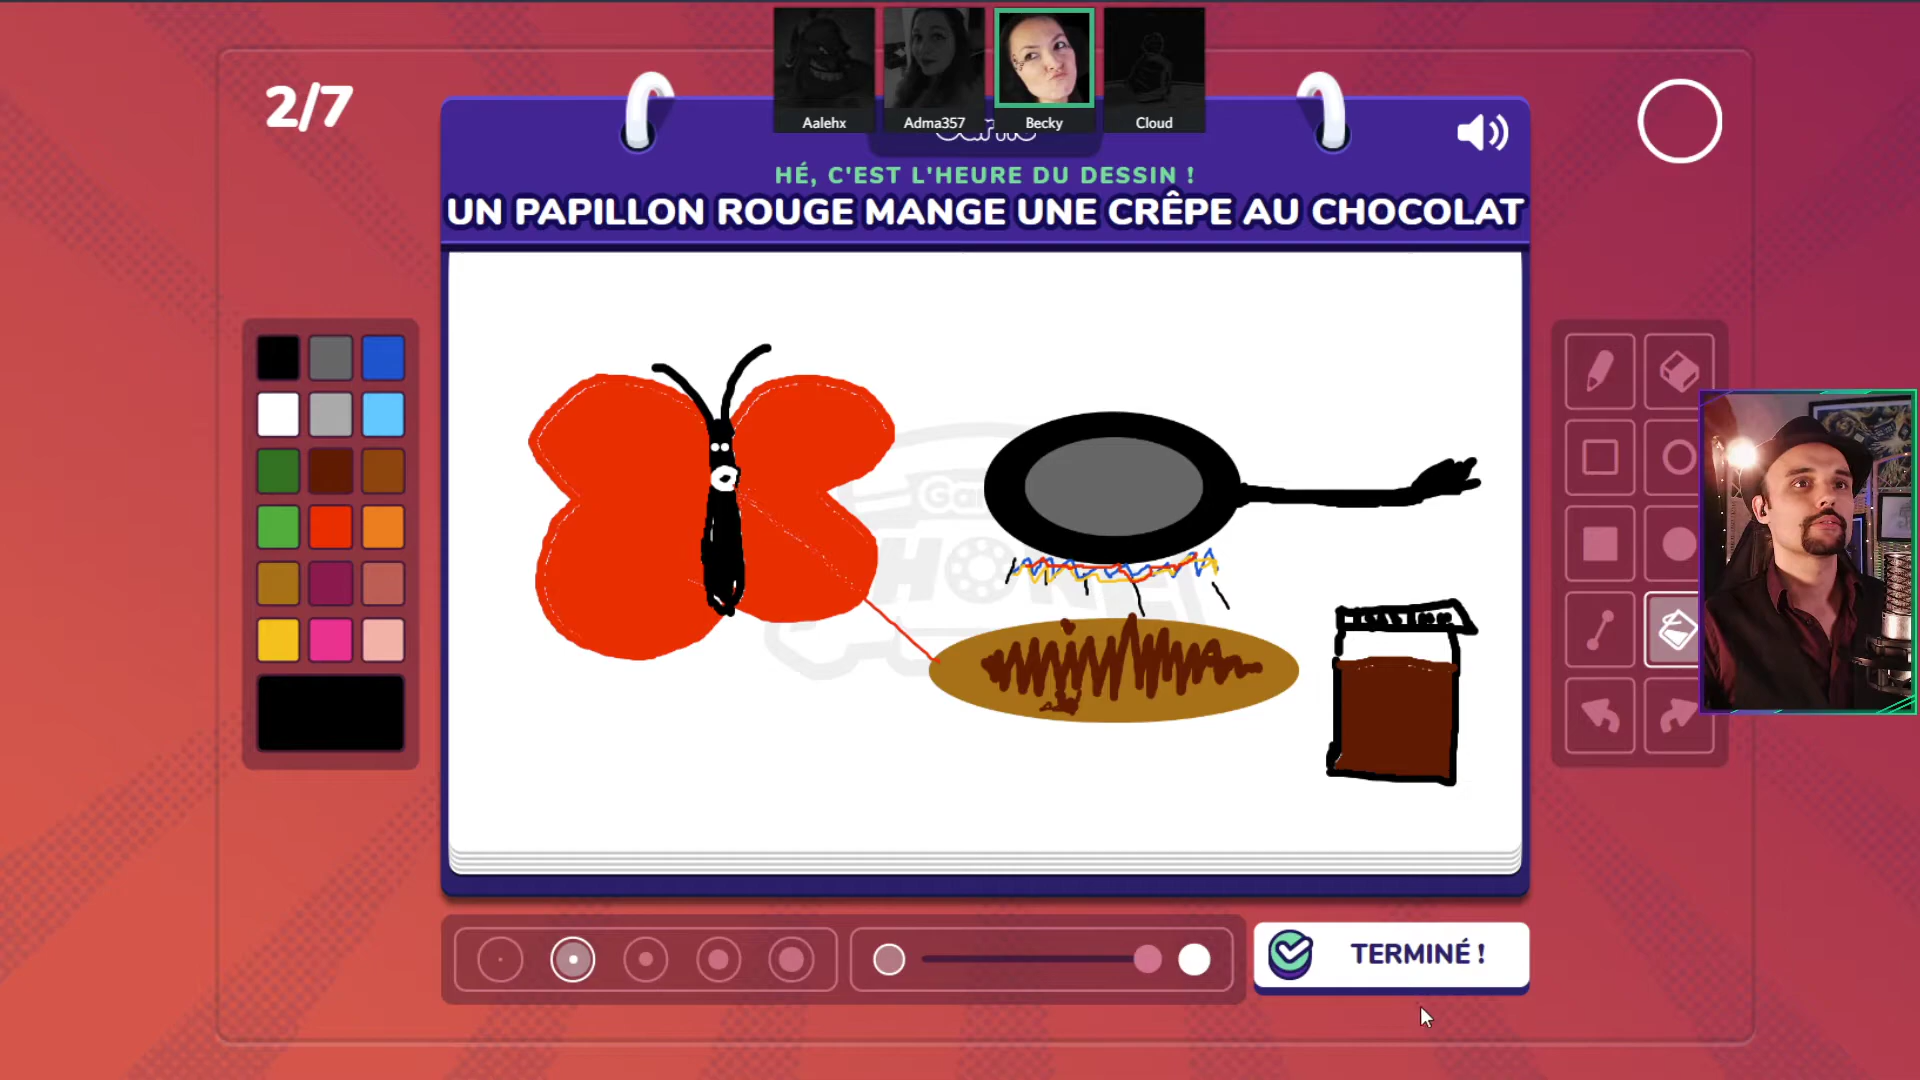 2/7
Aalehx
Adma357
Becky
Cloud
HÉ, C'EST L'HEURE DU DESSIN !
UN PAPILLON ROUGE MANGE UNE CRÊPE AU CHOCOLAT
TERMINÉ !